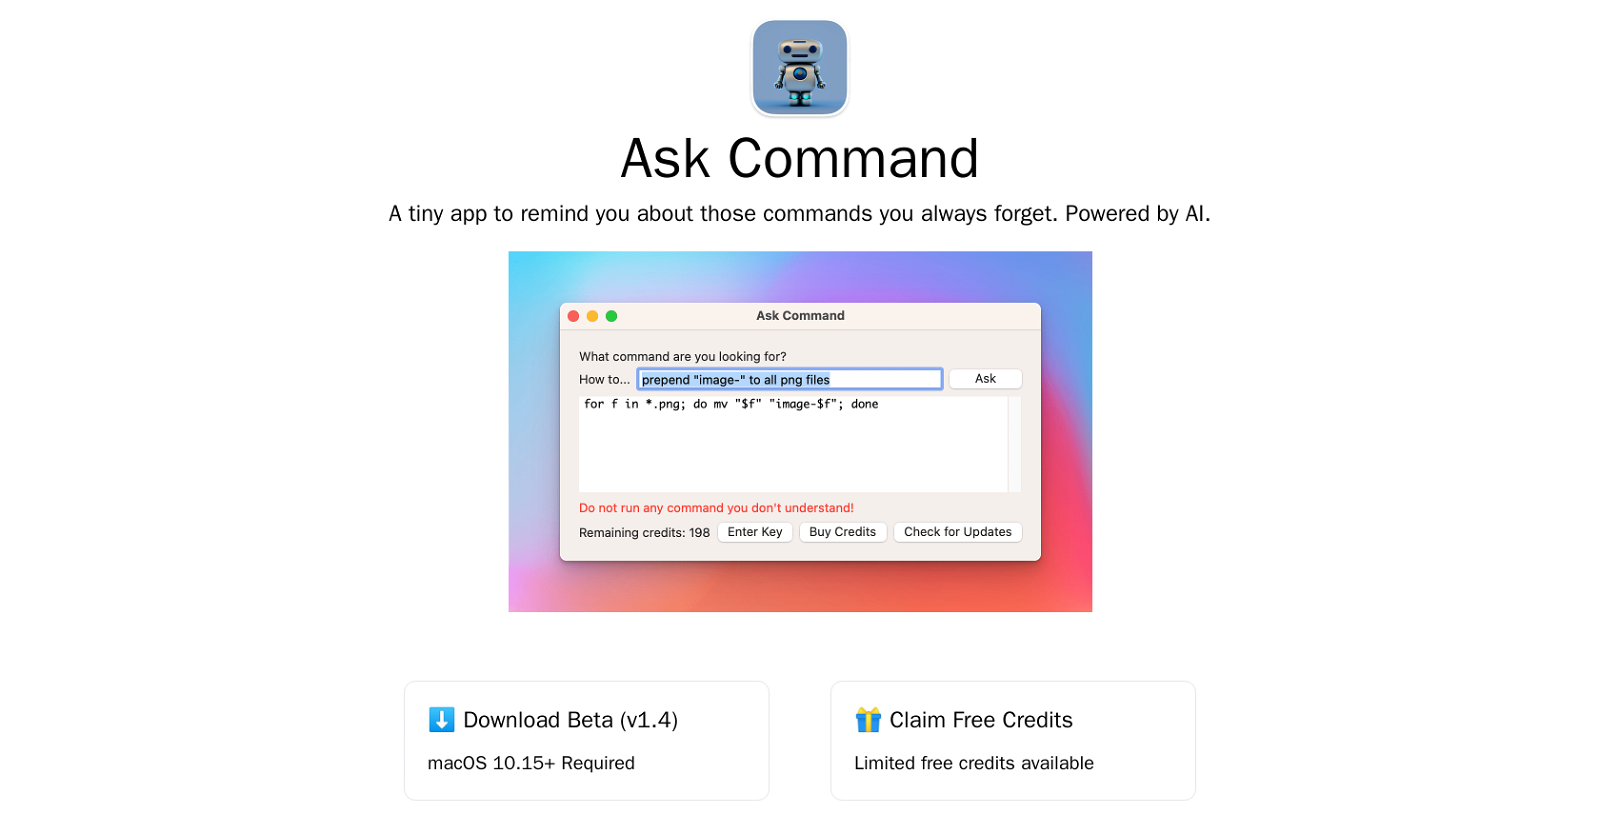 Ask Command
A tiny app to remind you about those commands you always forget. Powered by AI.
Ask Command
What command are you looking for?
How to... prepend "image-" to all png files Ask
for f in *.png; do mv "$f" "image-$f"; done
Do not run any command you don't understand!
Remaining credits: 198 Enter Key Buy Credits Check for Updates
⬇️ Download Beta (v1.4)
macOS 10.15+ Required
🎁 Claim Free Credits
Limited free credits available